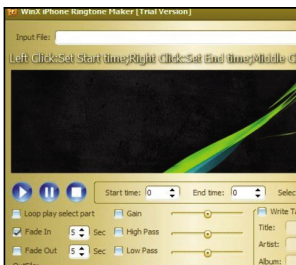 WinX iPhone Ringtone Maker [Trial Version]
Input File:
Left Click:Set Start time;Right Click:Set End time;Middle C
Start time: 0 End time: 0 Selec
Loop play select part Gain Write TA
Fade In 5 Sec High Pass Title:
Fade Out 5 Sec Low Pass Artist:
Album: